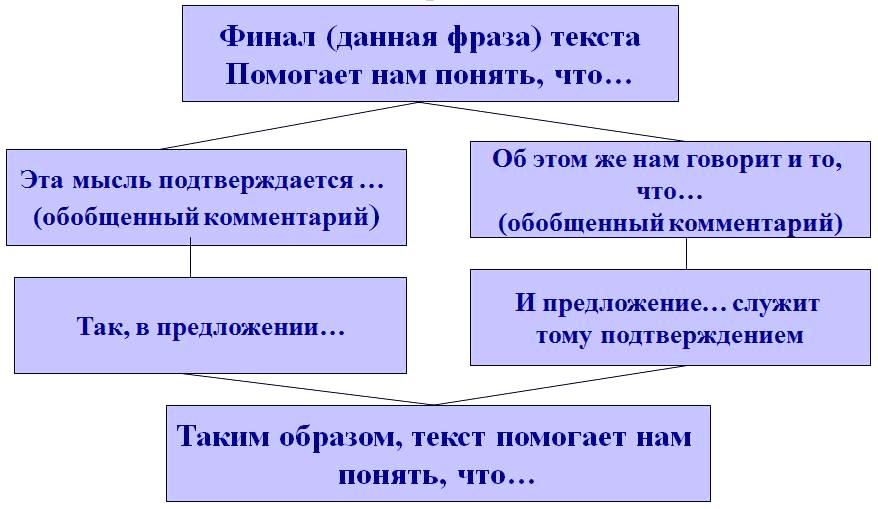 Финал (данная фраза) текста
Помогает нам понять, что…
Эта мысль подтверждается …
(обобщенный комментарий)
Об этом же нам говорит и то,
что…
(обобщенный комментарий)
Так, в предложении…
И предложение… служит
тому подтверждением
Таким образом, текст помогает нам
понять, что…